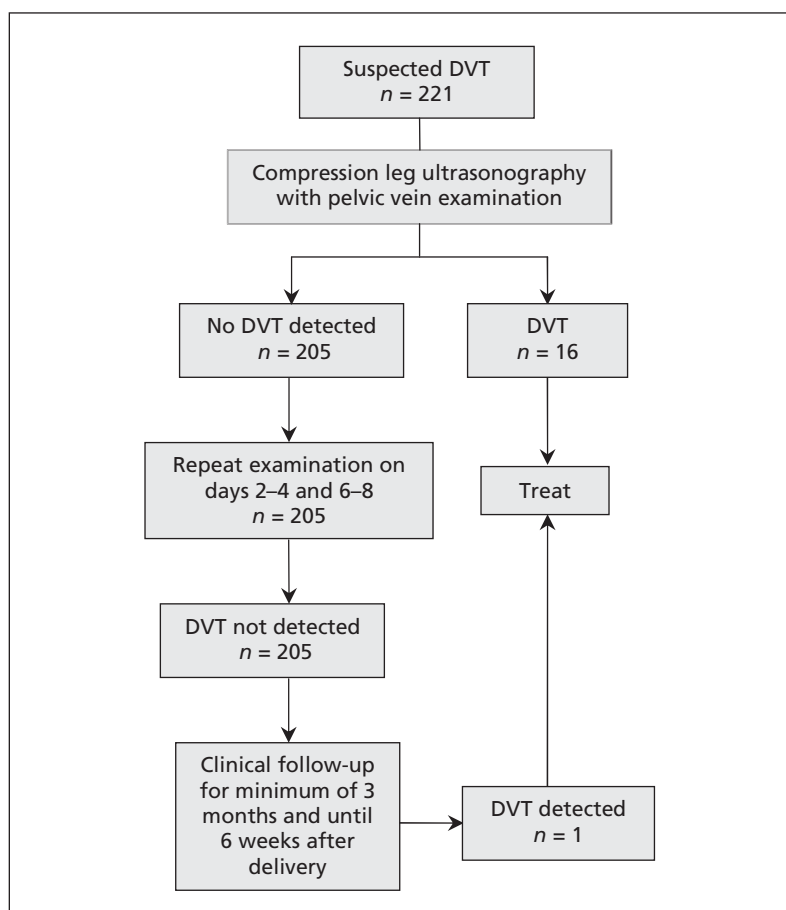 Suspected DVT
n = 221
Compression leg ultrasonography
with pelvic vein examination
No DVT detected
n = 205
DVT
n = 16
Repeat examination on
days 2–4 and 6–8
n = 205
Treat
DVT not detected
n = 205
Clinical follow-up
for minimum of 3
months and until
6 weeks after
delivery
DVT detected
n = 1